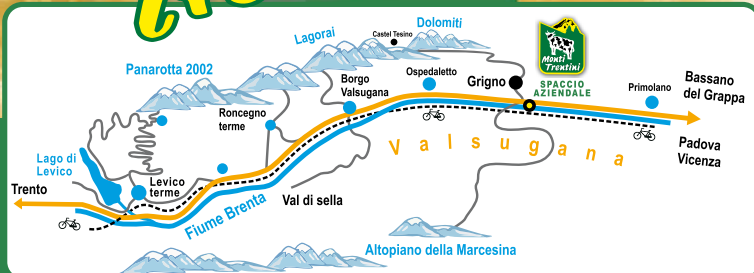 Dolomiti
Lagorai
Castel Tesino
Panarotta 2002
Monti
Trentini
SPACCIO
AZIENDALE
Ospedaletto
Grigno
Borgo
Valsugana
Primolano
Bassano
del Grappa
Roncegno
terme
Padova
Vicenza
Valsugana
Lago di
Levico
Levico
terme
Trento
Val di sella
Fiume Brenta
Altopiano della Marcesina